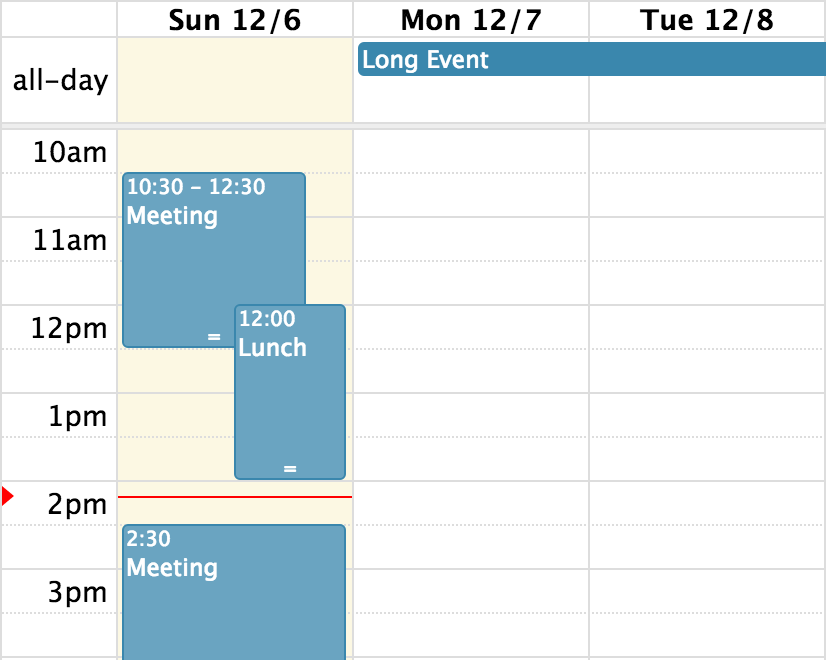 Sun 12/6
Mon 12/7
Tue 12/8
all-day
Long Event
10am
10:30 - 12:30
Meeting
11am
12pm
12:00
Lunch
1pm
2pm
2:30
Meeting
3pm